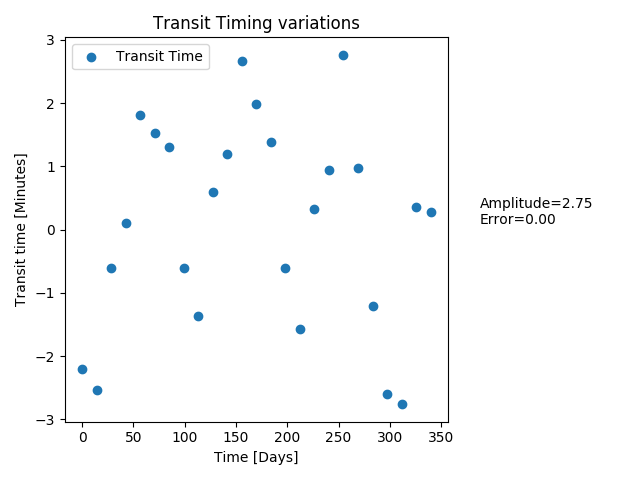 Transit Timing variations
Transit Time
Transit time [Minutes]
3
2
1
0
−1
−2
−3
0 50 100 150 200 250 300 350
Time [Days]
Amplitude=2.75
Error=0.00